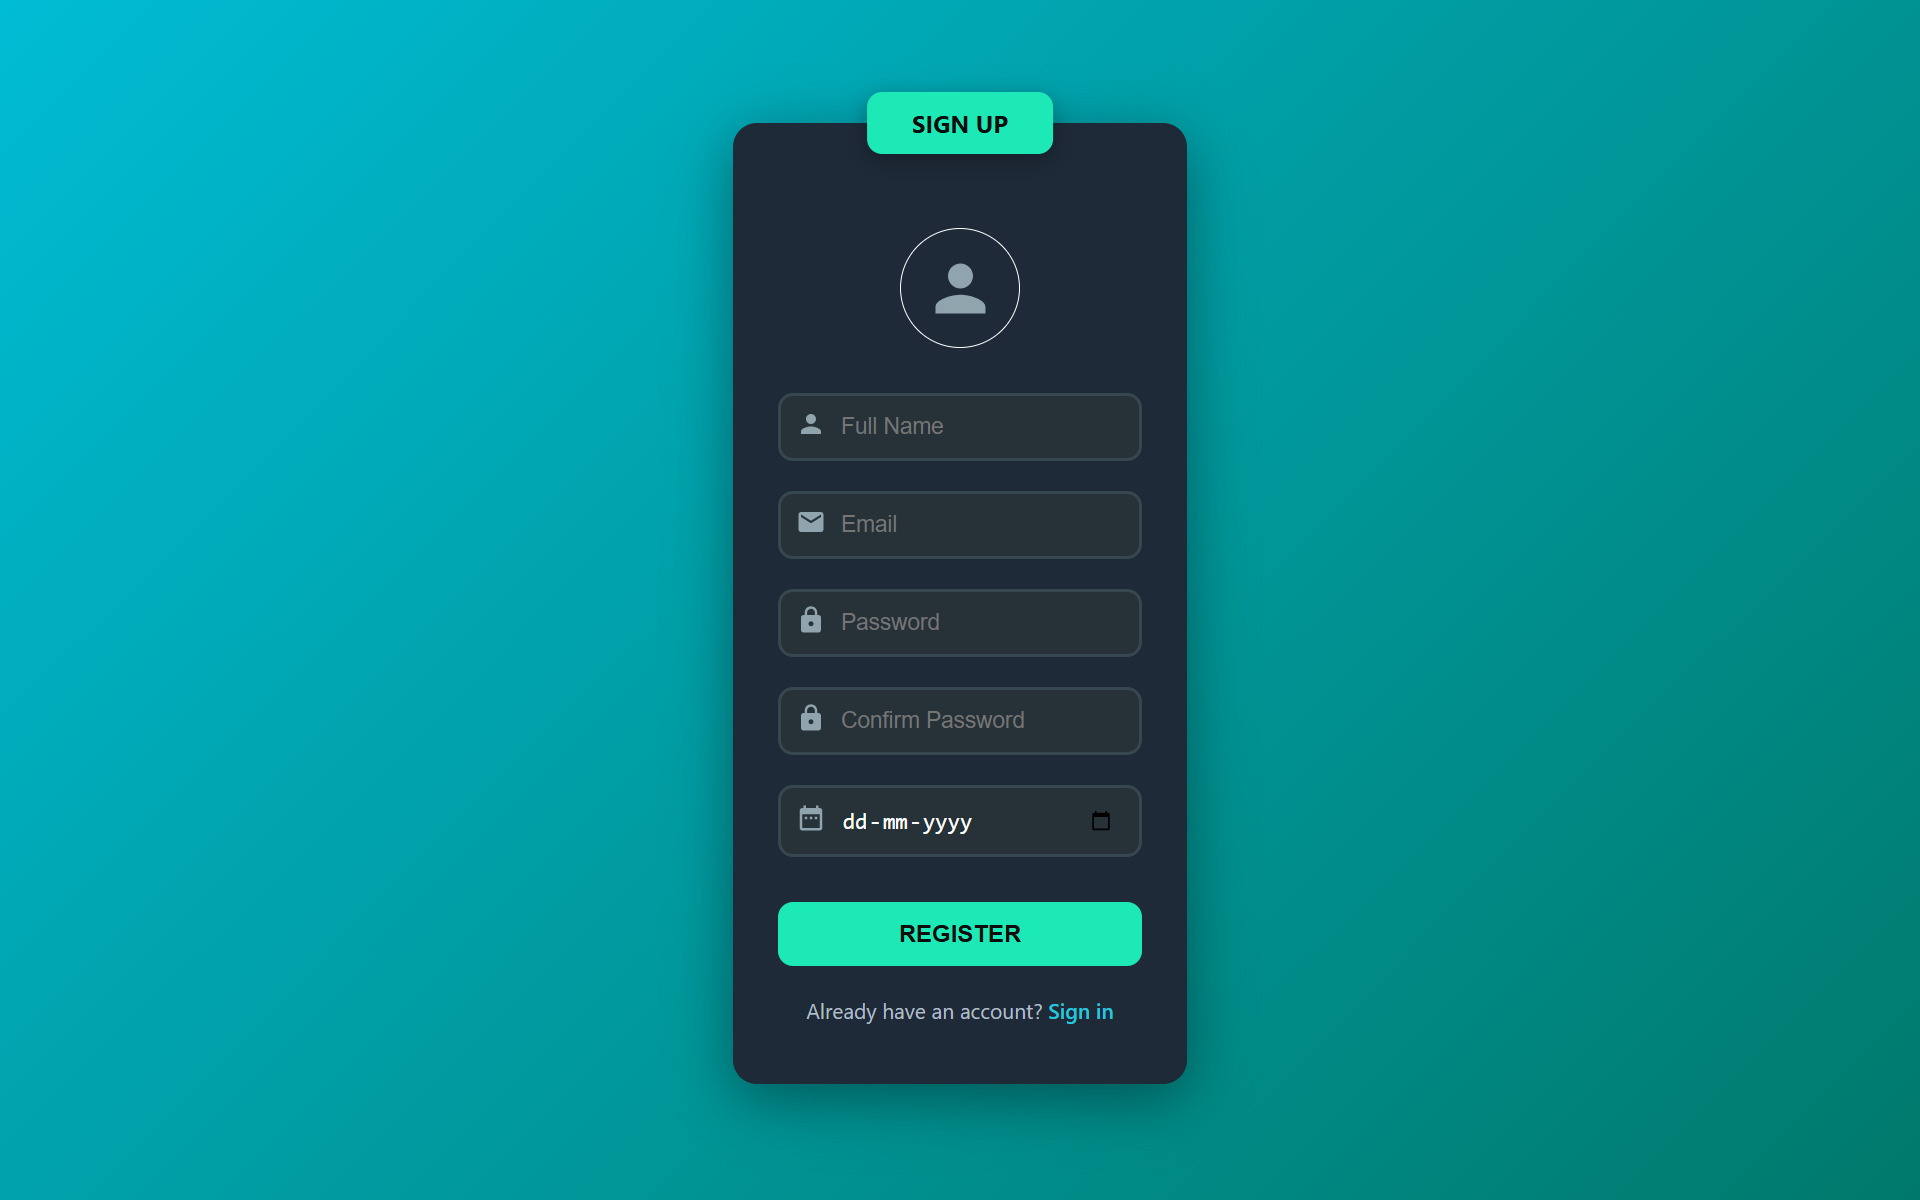 SIGN UP
Full Name
Email
Password
Confirm Password
dd-mm-yyyy
REGISTER
Already have an account? Sign in